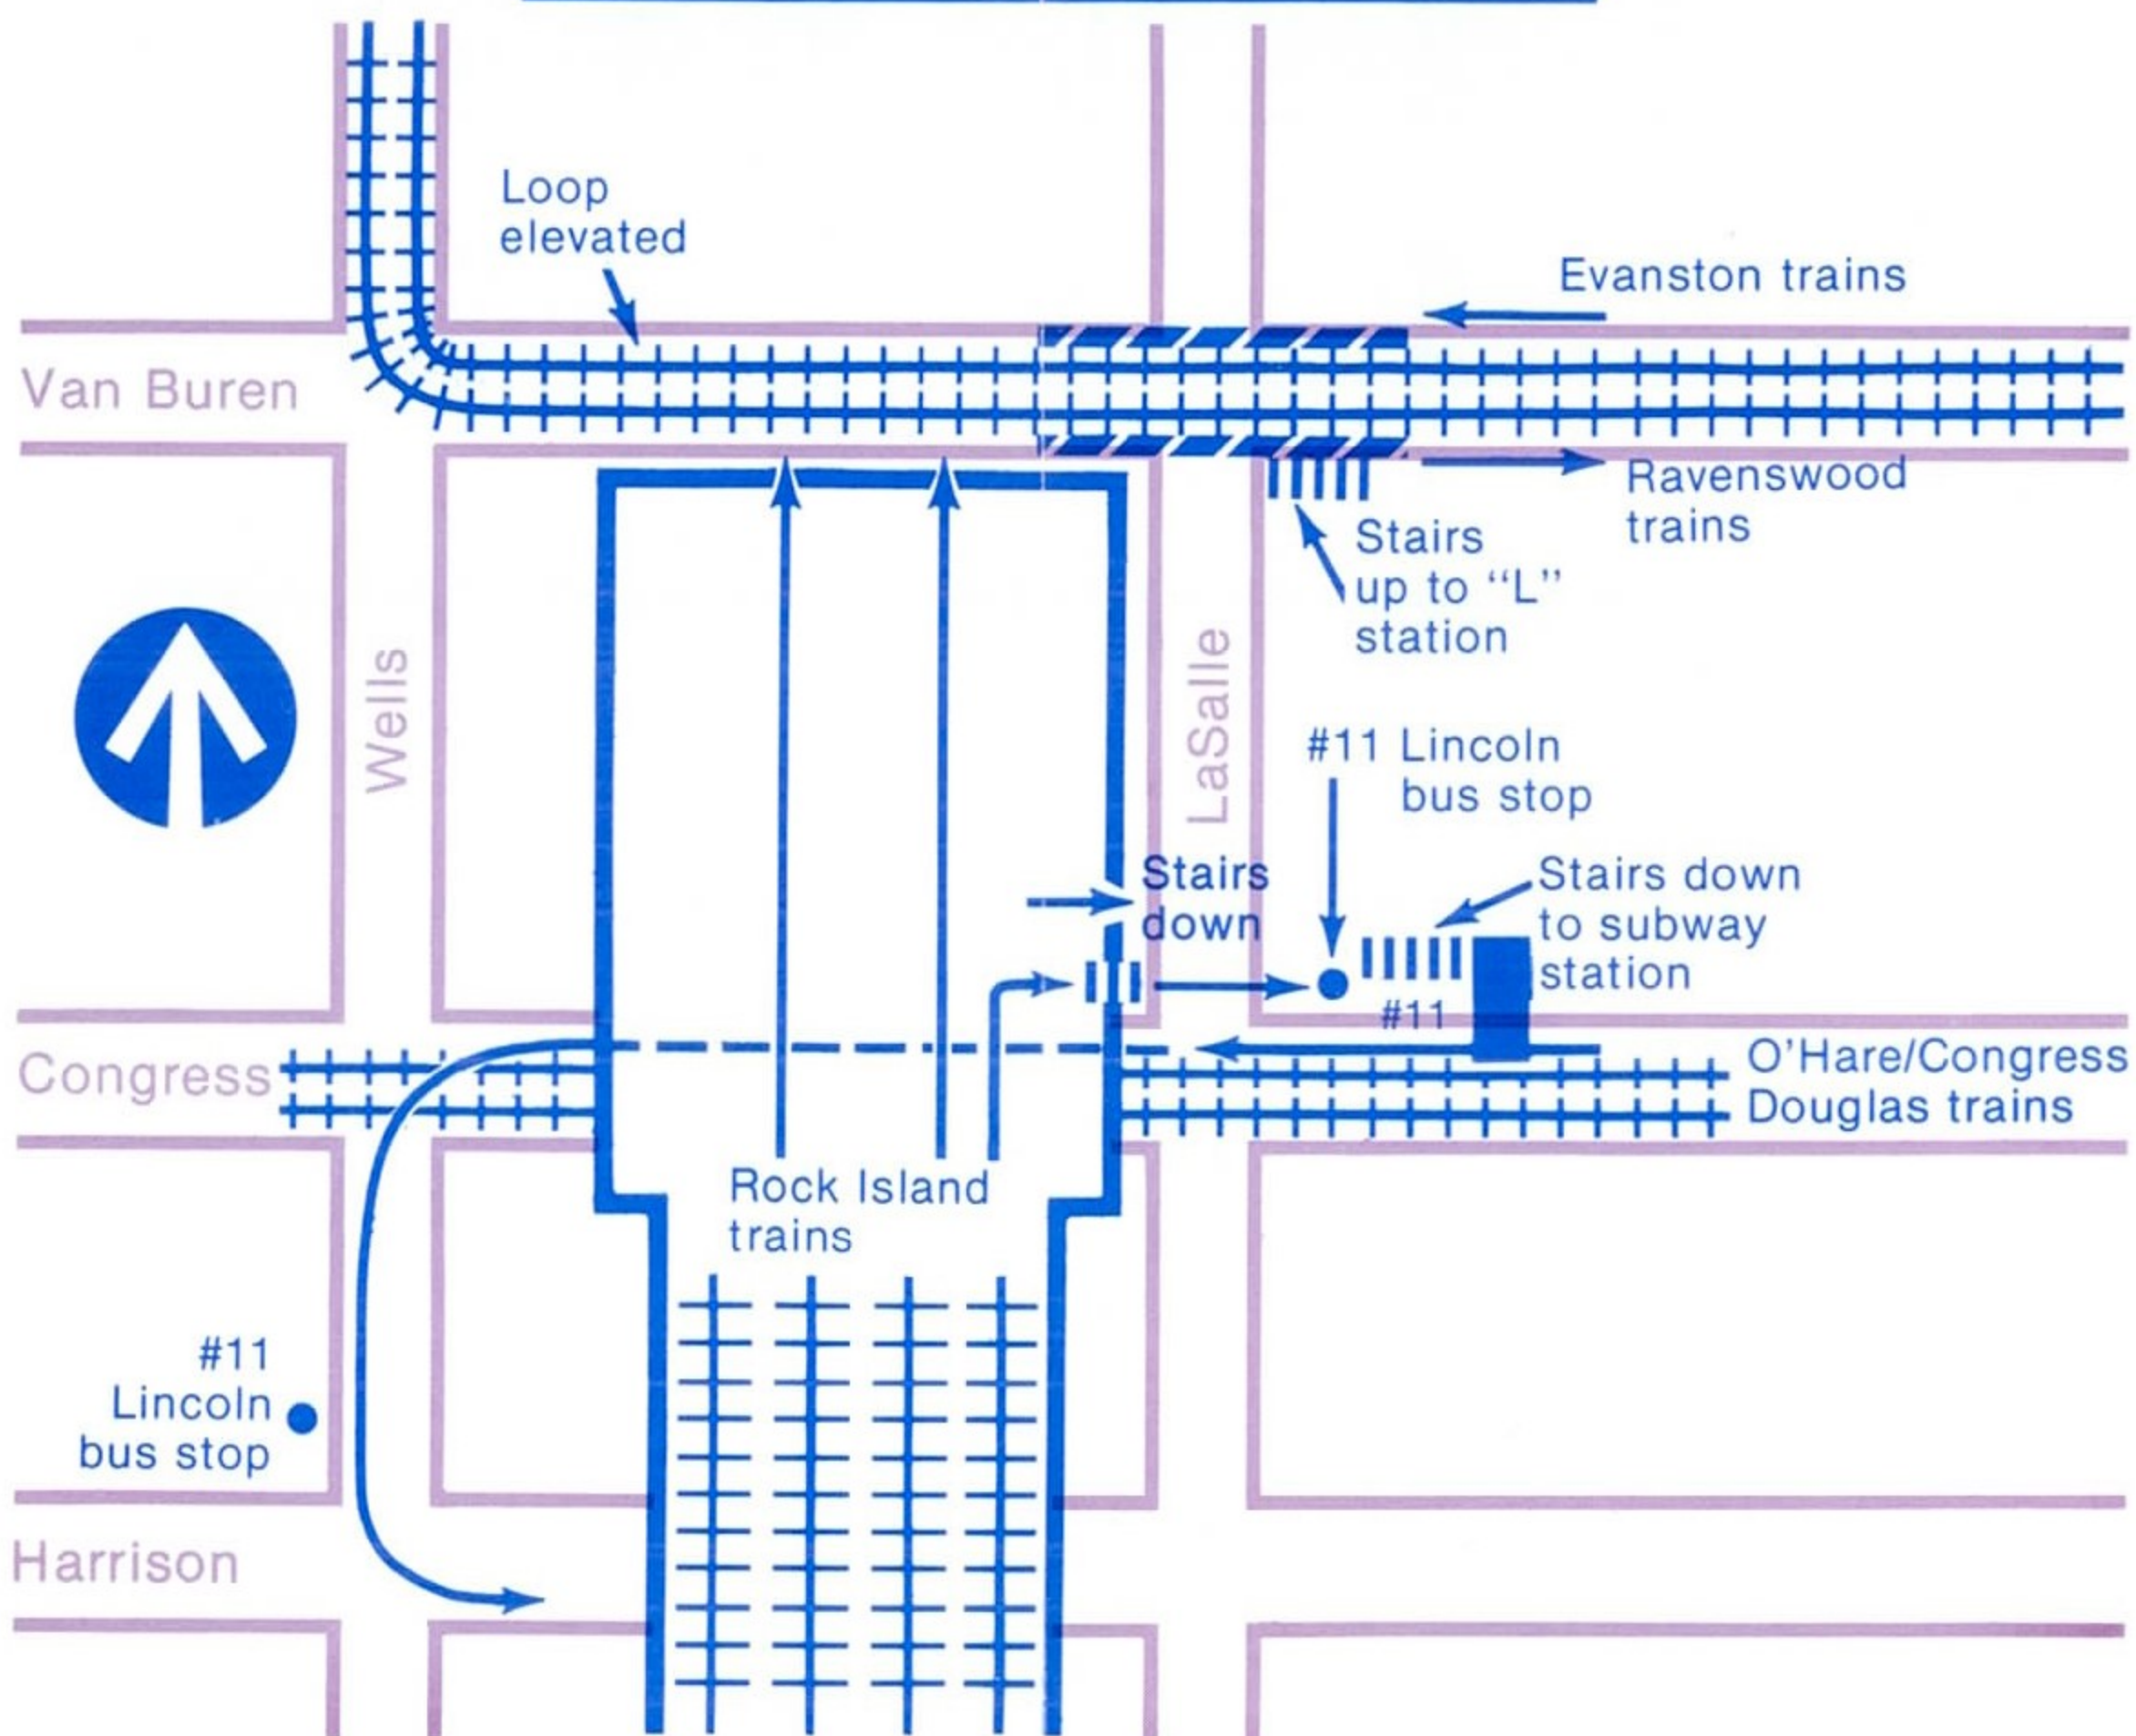 Loop
elevated
Evanston trains
Van Buren
Ravenswood
trains
Stairs
up to “L”
station
Wells
LaSalle
#11 Lincoln
bus stop
Stairs
down
Stairs down
to subway
station
#11
Congress
O'Hare/Congress
Douglas trains
Rock Island
trains
#11
Lincoln
bus stop
Harrison